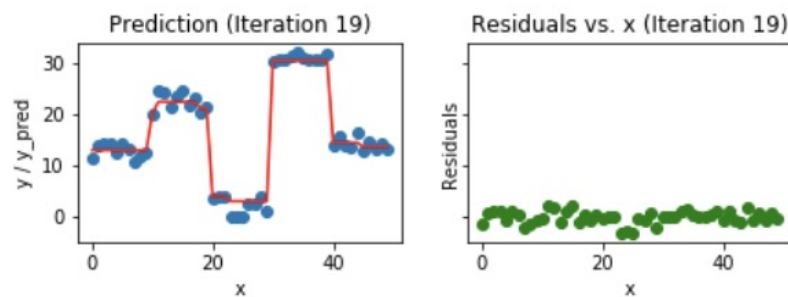 Prediction (Iteration 19)
30
20
10
0
y / y_pred
0
20
40
x
Residuals vs. x (Iteration 19)
Residuals
0
20
40
x